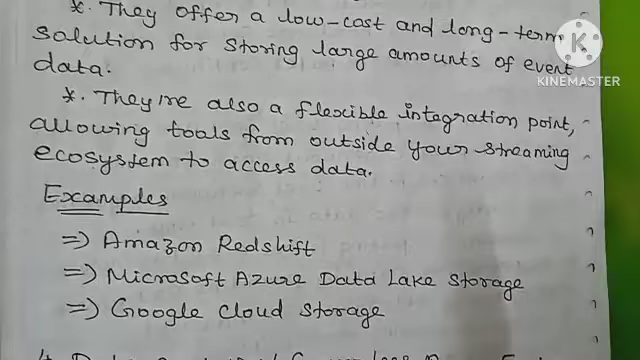 *. They offer a low-cost and long-term
solution for storing large amounts of event
data.
*. They're also a flexible integration point,
allowing tools from outside your streaming
ecosystem to access data.
Examples
=> Amazon Redshift
=> Microsoft Azure Data Lake Storage
=> Google Cloud Storage
KINEMASTER